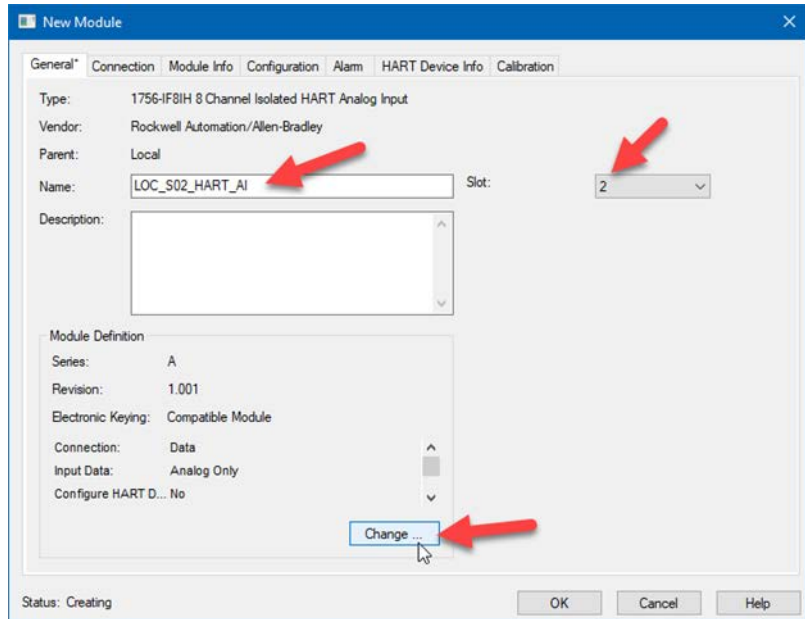 New Module
General* Connection Module Info Configuration Alarm HART Device Info Calibration
Type: 1756-IF8IH 8 Channel Isolated HART Analog Input
Vendor: Rockwell Automation/Allen-Bradley
Parent: Local
Name: LOC_S02_HART_AI Slot: 2
Description:
Module Definition
Series: A
Revision: 1.001
Electronic Keying: Compatible Module
Connection: Data
Input Data: Analog Only
Configure HART D... No
Change ...
Status: Creating OK Cancel Help